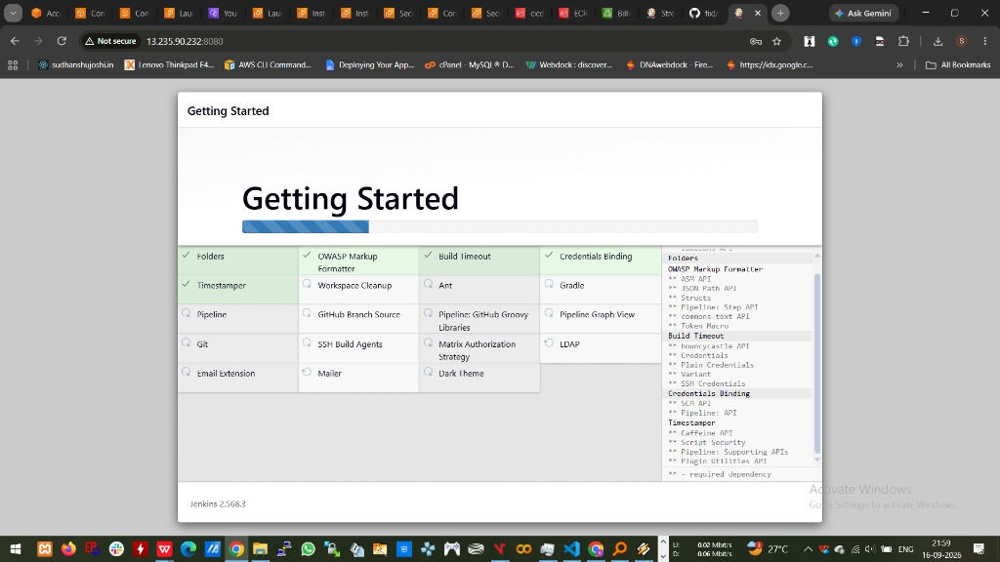 Acc
Cor
Cor
Lau
You
Lau
Inst
Inst
Sec
Cor
Sec
cicc
ECR
Bill
Stre
fix(
Ask Gemini
Not secure
13.235.90.232:8080
S
sudhanshujoshi.in
Lenovo Thinkpad E4...
AWS CLI Command...
Deploying Your App...
cPanel - MySQL® D...
Webdock : discover...
DNAwebdock - Fire...
https://idx.google.c...
»
All Bookmarks
Getting Started
Getting Started
Folders
OWASP Markup
Formatter
Build Timeout
Credentials Binding
Timestamper
Workspace Cleanup
Ant
Gradle
Pipeline
GitHub Branch Source
Pipeline: GitHub Groovy
Libraries
Pipeline Graph View
Git
SSH Build Agents
Matrix Authorization
Strategy
LDAP
Email Extension
Mailer
Dark Theme
Folders
OWASP Markup Formatter
** ASM API
** JSON Path API
** Structs
** Pipeline: Step API
** commons-text API
** Token Macro
Build Timeout
** bouncycastle API
** Credentials
** Plain Credentials
** Variant
** SSH Credentials
Credentials Binding
** SCM API
** Pipeline: API
Timestamper
** Caffeine API
** Script Security
** Pipeline: Supporting APIs
** Plugin Utilities API
** - required dependency
Jenkins 2.568.3
Activate Windows
Go to Settings to activate Windows.
U: 0.02 Mbit/s
D: 0.06 Mbit/s
27°C
ENG
21:59
16-09-2026